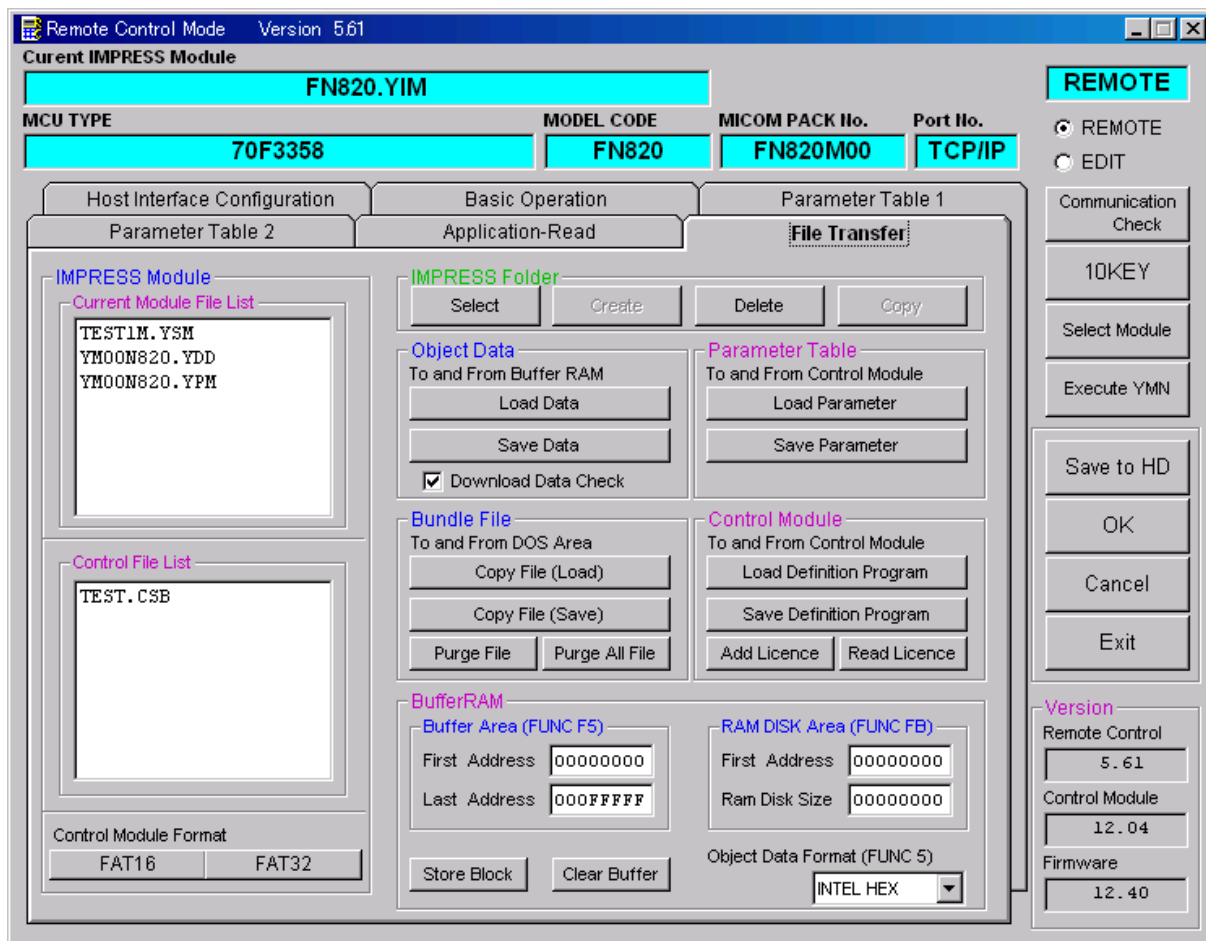 Remote Control Mode Version 5.61
Curent IMPRESS Module
FN820.YIM
REMOTE
MCU TYPE MODEL CODE MICOM PACK No. Port No.
70F3358 FN820 FN820M00 TCP/IP
REMOTE
EDIT
Host Interface Configuration Basic Operation Parameter Table 1
Parameter Table 2 Application-Read File Transfer
Communication
Check
10KEY
Select Module
Execute YMN
Save to HD
OK
Cancel
Exit
IMPRESS Module
Current Module File List
TEST1M.YSM
YM00N820.YDD
YM00N820.YPM
Control File List
TEST.CSB
Control Module Format
FAT16 FAT32
IMPRESS Folder
Select Create Delete Copy
Object Data
To and From Buffer RAM
Load Data
Save Data
Download Data Check
Parameter Table
To and From Control Module
Load Parameter
Save Parameter
Bundle File
To and From DOS Area
Copy File (Load)
Copy File (Save)
Purge File Purge All File
Control Module
To and From Control Module
Load Definition Program
Save Definition Program
Add Licence Read Licence
BufferRAM
Buffer Area (FUNC F5)
First Address 00000000
Last Address 000FFFFF
RAM DISK Area (FUNC FB)
First Address 00000000
Ram Disk Size 00000000
Store Block Clear Buffer
Object Data Format (FUNC 5)
INTEL HEX
Version
Remote Control
5.61
Control Module
12.04
Firmware
12.40